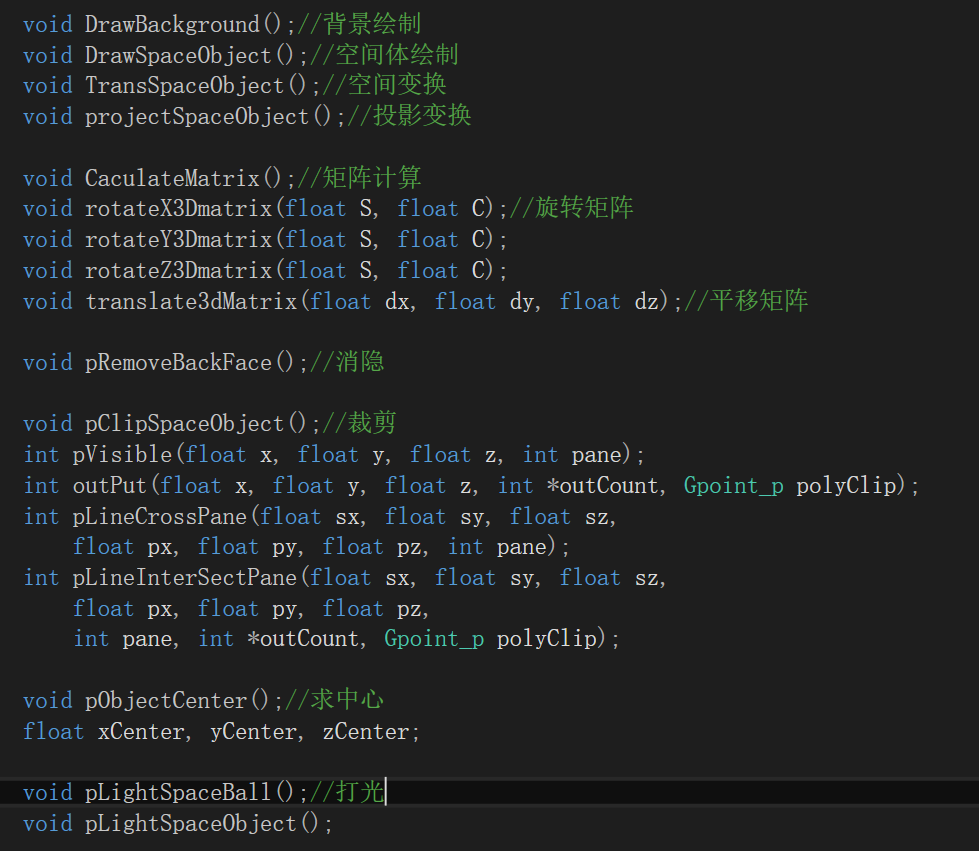 void DrawBackground();//背景绘制
void DrawSpaceObject();//空间体绘制
void TransSpaceObject();//空间变换
void projectSpaceObject();//投影变换
void CaculateMatrix();//矩阵计算
void rotateX3Dmatrix(float S, float C);//旋转矩阵
void rotateY3Dmatrix(float S, float C);
void rotateZ3Dmatrix(float S, float C);
void translate3dMatrix(float dx, float dy, float dz);//平移矩阵
void pRemoveBackFace();//消隐
void pClipSpaceObject();//裁剪
int pVisible(float x, float y, float z, int pane);
int outPut(float x, float y, float z, int *outCount, Gpoint_p polyClip);
int pLineCrossPane(float sx, float sy, float sz,
float px, float py, float pz, int pane);
int pLineInterSectPane(float sx, float sy, float sz,
float px, float py, float pz,
int pane, int *outCount, Gpoint_p polyClip);
void pObjectCenter();//求中心
float xCenter, yCenter, zCenter;
void pLightSpaceBall();//打光
void pLightSpaceObject();